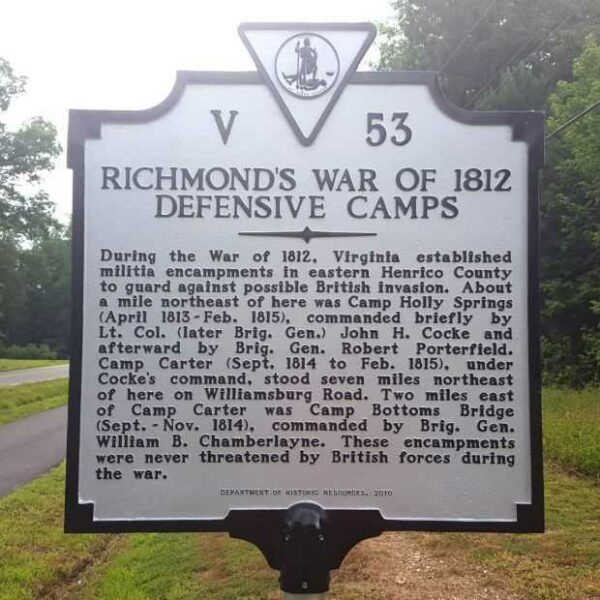 V 53
RICHMOND'S WAR OF 1812
DEFENSIVE CAMPS
During the War of 1812, Virginia established
militia encampments in eastern Henrico County
to guard against possible British invasion. About
a mile northeast of here was Camp Holly Springs
(April 1813-Feb. 1815), commanded briefly by
Lt. Col. (later Brig. Gen.) John H. Cocke and
afterward by Brig. Gen. Robert Porterfield.
Camp Carter (Sept. 1814 to Feb. 1815), under
Cocke's command, stood seven miles northeast
of here on Williamsburg Road. Two miles east
of Camp Carter was Camp Bottoms Bridge
(Sept. - Nov. 1814), commanded by Brig. Gen.
William B. Chamberlayne. These encampments
were never threatened by British forces during
the war.
DEPARTMENT OF HISTORIC RESOURCES, 2010